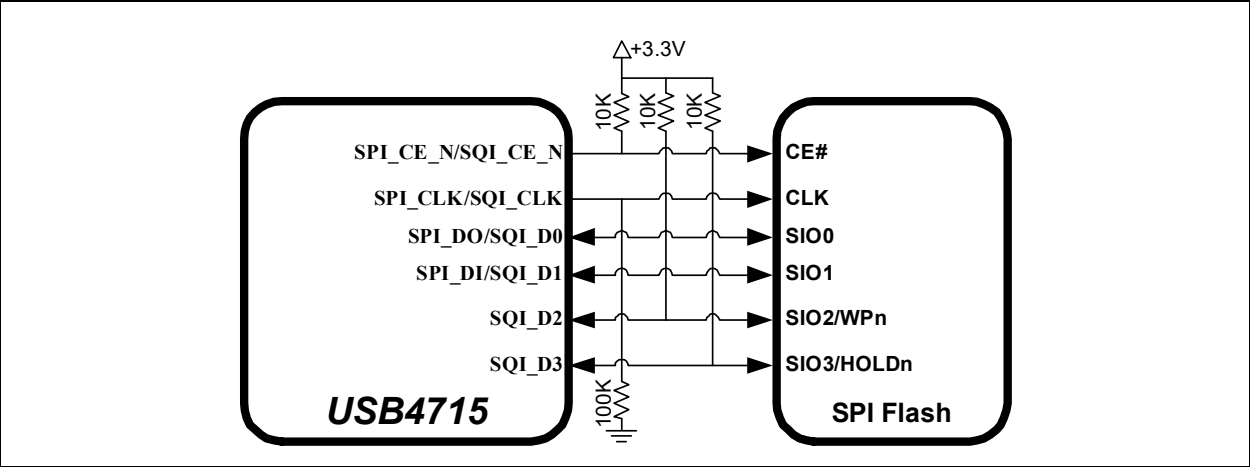 +3.3V
10K 10K 10K
SPI_CE_N/SQI_CE_N CE#
SPI_CLK/SQI_CLK CLK
SPI_DO/SQI_D0 SIO0
SPI_DI/SQI_D1 SIO1
SQI_D2 SIO2/WPn
SQI_D3 SIO3/HOLDn
100K
USB4715 SPI Flash